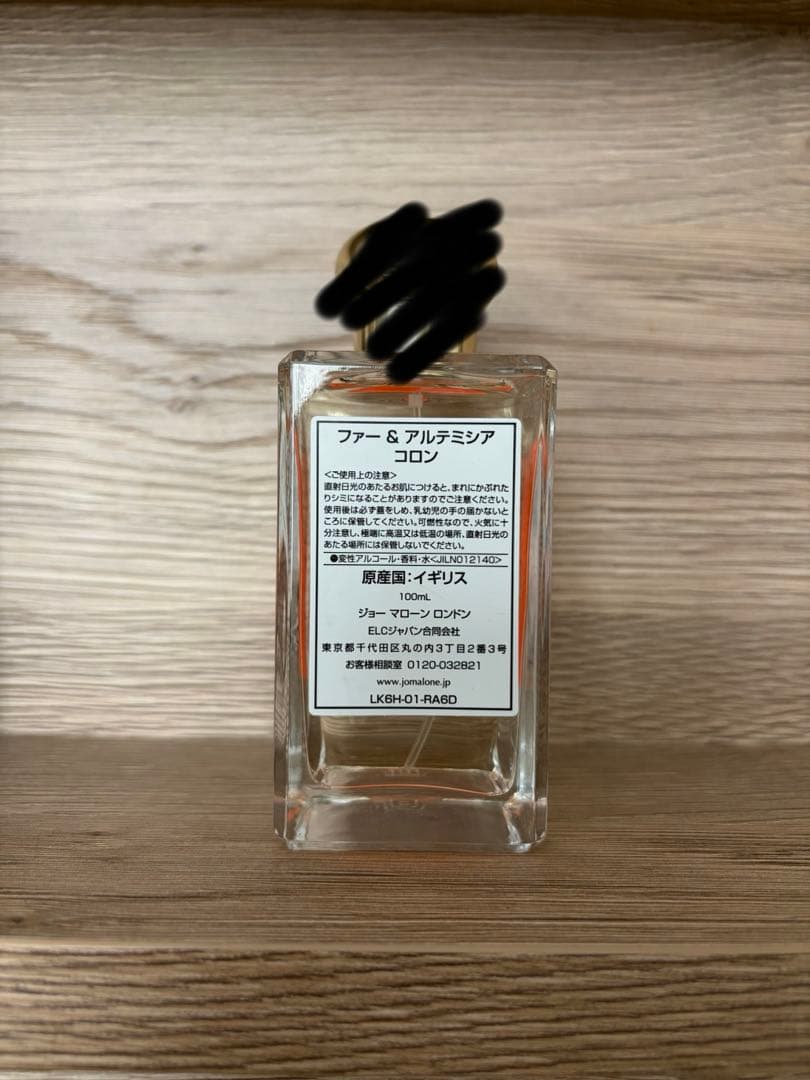 ファー & アルテミシア
コロン
<ご使用上の注意>
直射日光のあたるお肌につけると、まれにかぶれた
りシミになることがありますのでご注意ください。
使用後は必ず蓋をしめ、乳幼児の手の届かないと
ころに保管してください。可燃性なので、火気に十
分注意し、極端に高温又は低温の場所、直射日光の
あたる場所には保管しないでください。
●変性アルコール・香料・水<JILN012140>
原産国:イギリス
100mL
ジョー マローン ロンドン
ELCジャパン合同会社
東京都千代田区丸の内3丁目2番3号
お客様相談室 0120-032821
www.jomalone.jp
LK6H-01-RA6D